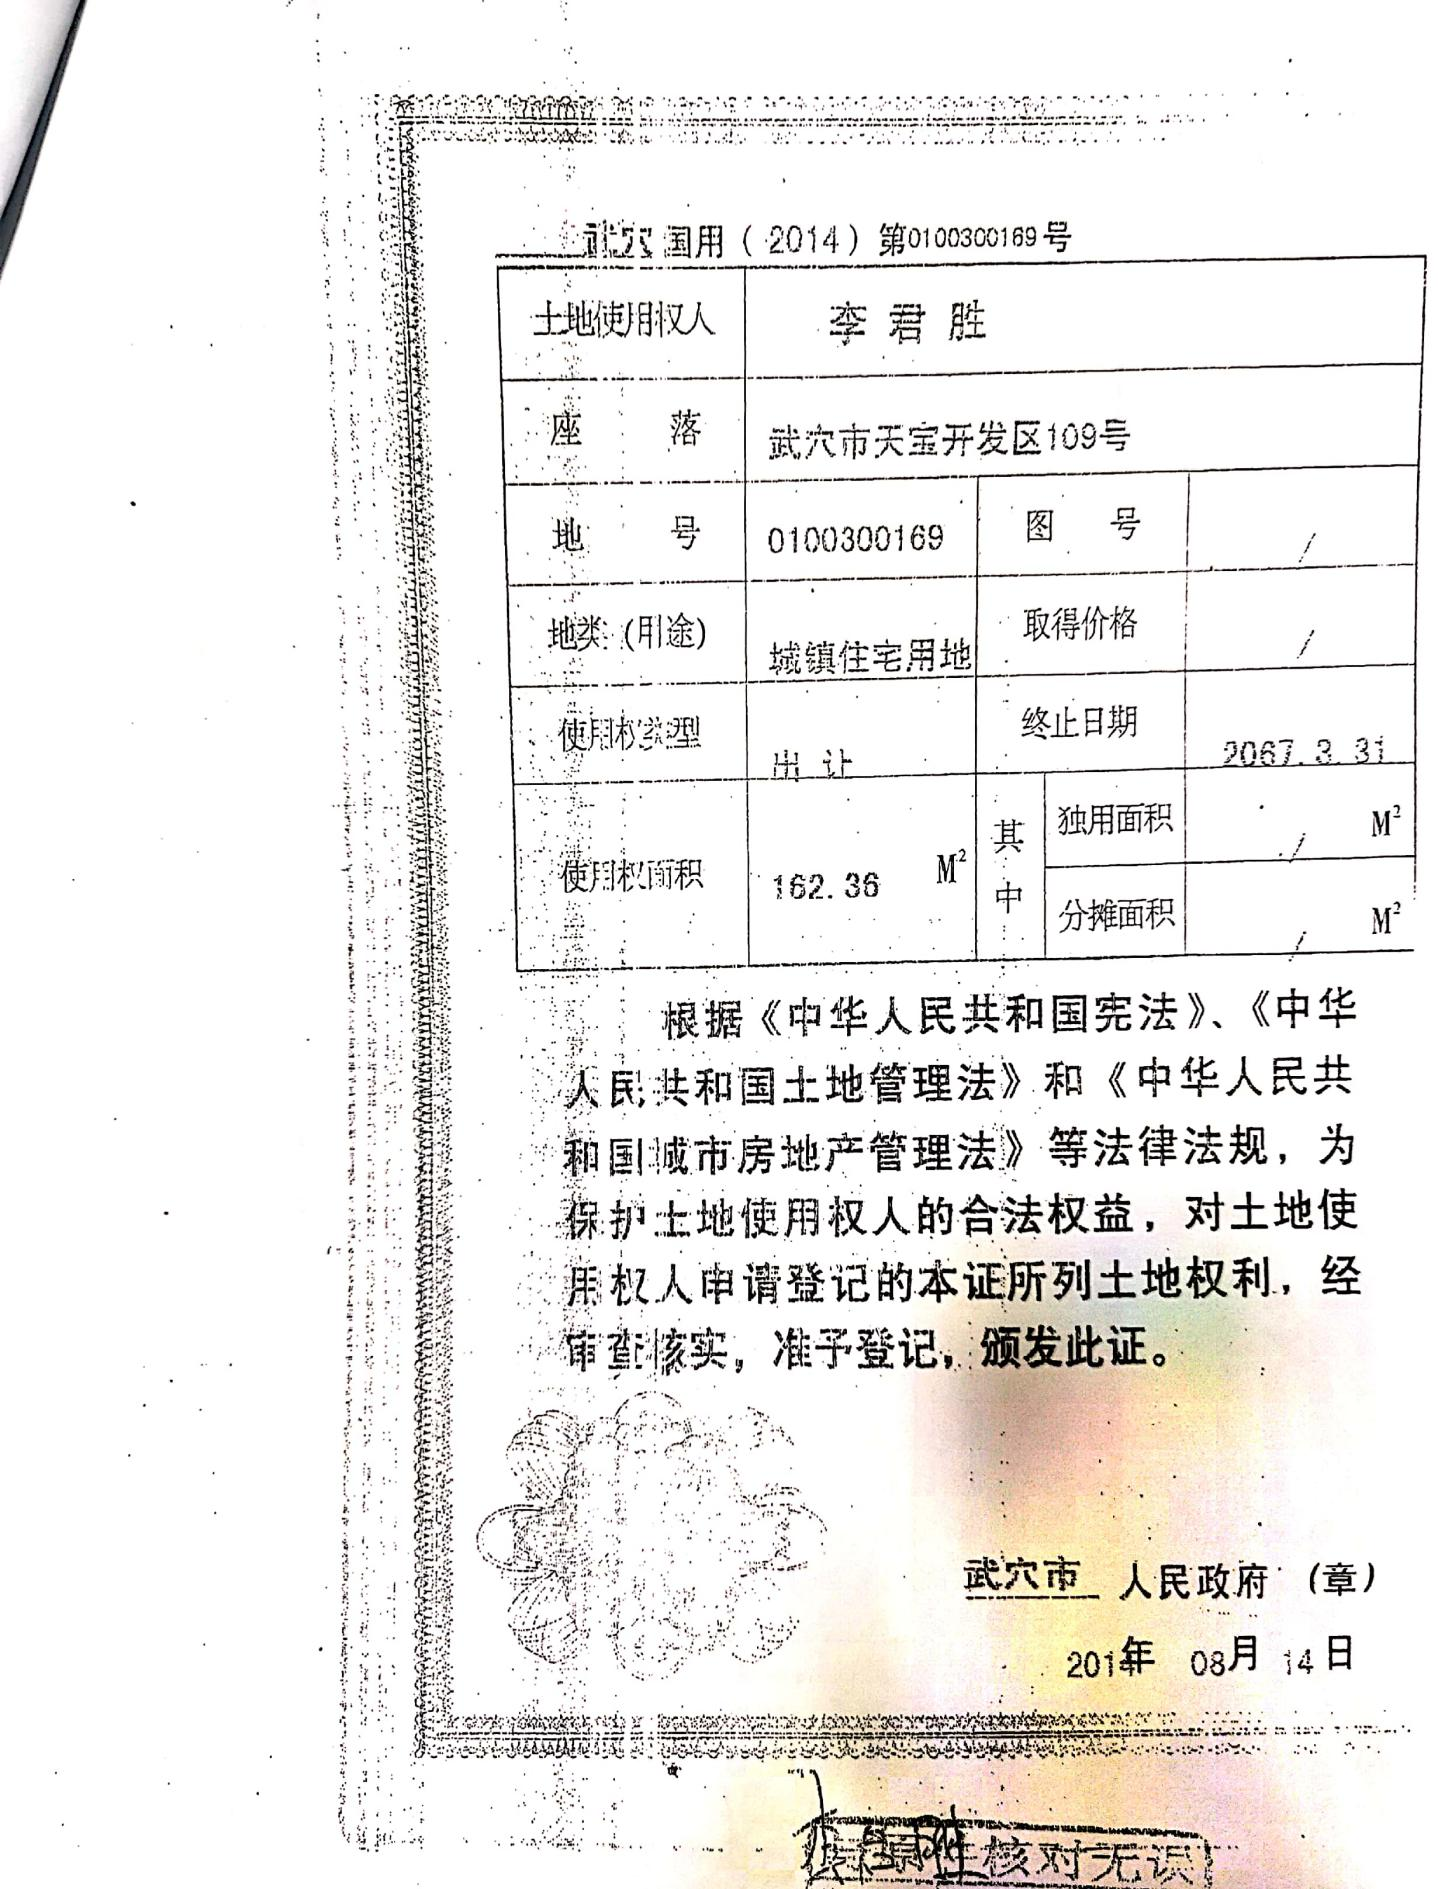 武穴 国用（2014）第0100300169号
土地使用权人 李君胜
座 落 武穴市天宝开发区109号
地 号 0100300169 图 号 /
地类（用途） 城镇住宅用地 取得价格 /
使用权类型 出 让 终止日期 2067.3.31
使用权面积 162.36 M² 其中 独用面积 / M²
分摊面积 / M²
根据《中华人民共和国宪法》、《中华
人民共和国土地管理法》和《中华人民共
和国城市房地产管理法》等法律法规，为
保护土地使用权人的合法权益，对土地使
用权人申请登记的本证所列土地权利，经
审查核实，准予登记，颁发此证。
武穴市 人民政府（章）
2014年 08月 14日
与原件核对无误